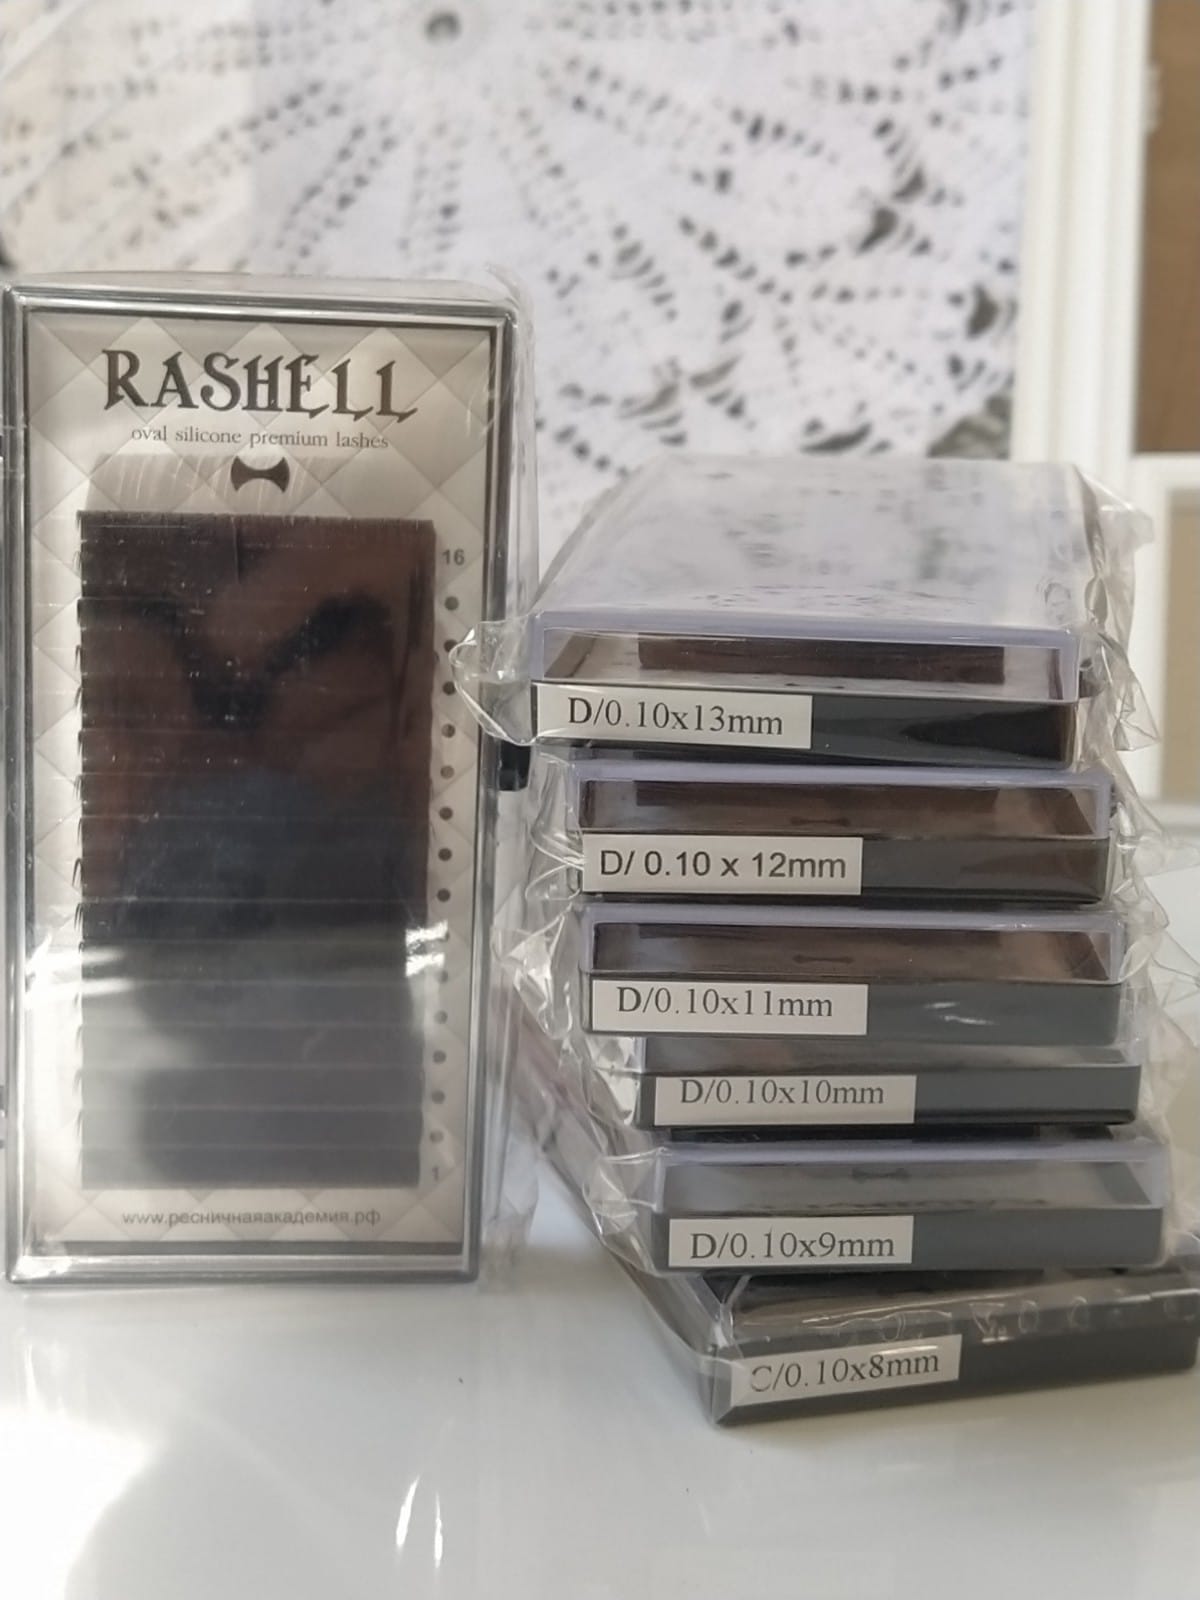 RASHELL
oval silicone premium lashes
16
1
www.ресничнаяакадемия.рф
D/0.10x13mm
D/ 0.10 x 12mm
D/0.10x11mm
D/0.10x10mm
D/0.10x9mm
C/0.10x8mm